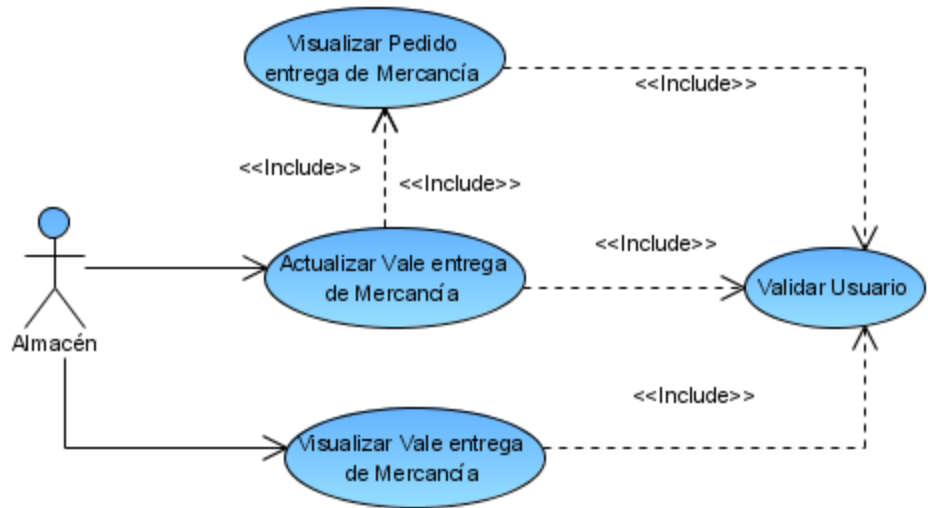 Visualizar Pedido
entrega de Mercancía
<<Include>>
<<Include>>
<<Include>>
Actualizar Vale entrega
de Mercancía
<<Include>>
Validar Usuario
Almacén
<<Include>>
Visualizar Vale entrega
de Mercancía